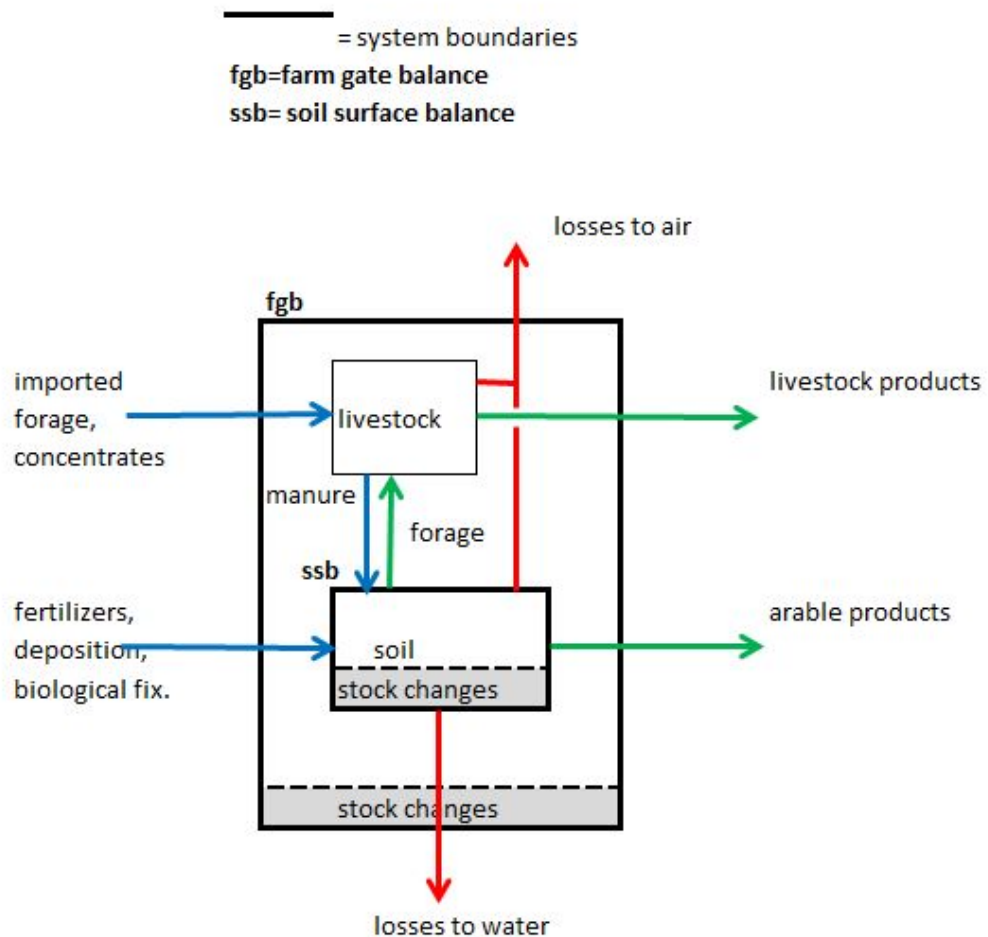 = system boundaries
fgb=farm gate balance
ssb= soil surface balance
losses to air
fgb
imported
forage,
concentrates
livestock
livestock products
manure
forage
ssb
fertilizers,
deposition,
biological fix.
soil
arable products
stock changes
stock changes
losses to water